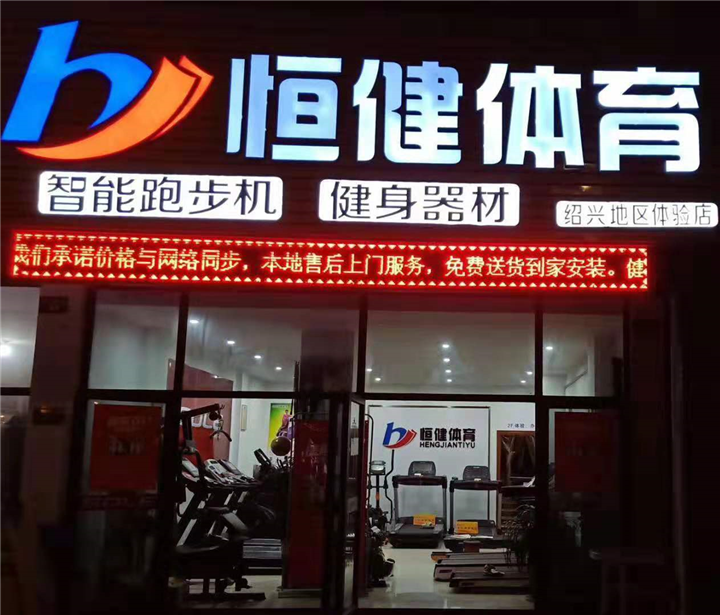 恒健体育
智能跑步机 健身器材 绍兴地区体验店
我们承诺价格与网络同步，本地售后上门服务，免费送货到家安装。健
恒健体育
HENGJIANTIYU